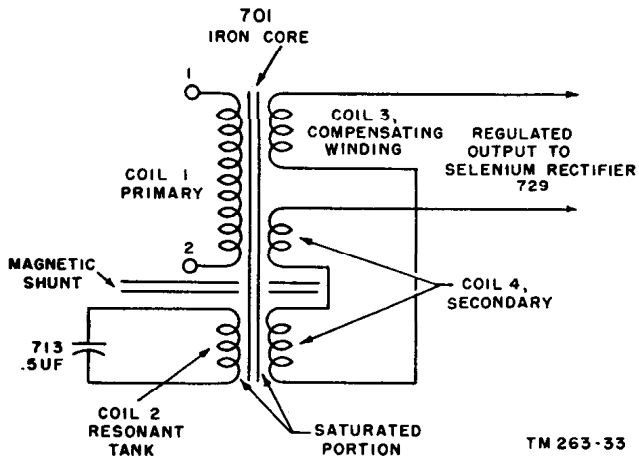 701
IRON CORE
1
COIL 3,
COMPENSATING
WINDING
REGULATED
OUTPUT TO
SELENIUM RECTIFIER
729
COIL 1
PRIMARY
2
MAGNETIC
SHUNT
COIL 4,
SECONDARY
713
.5UF
COIL 2
RESONANT
TANK
SATURATED
PORTION
TM 263-33